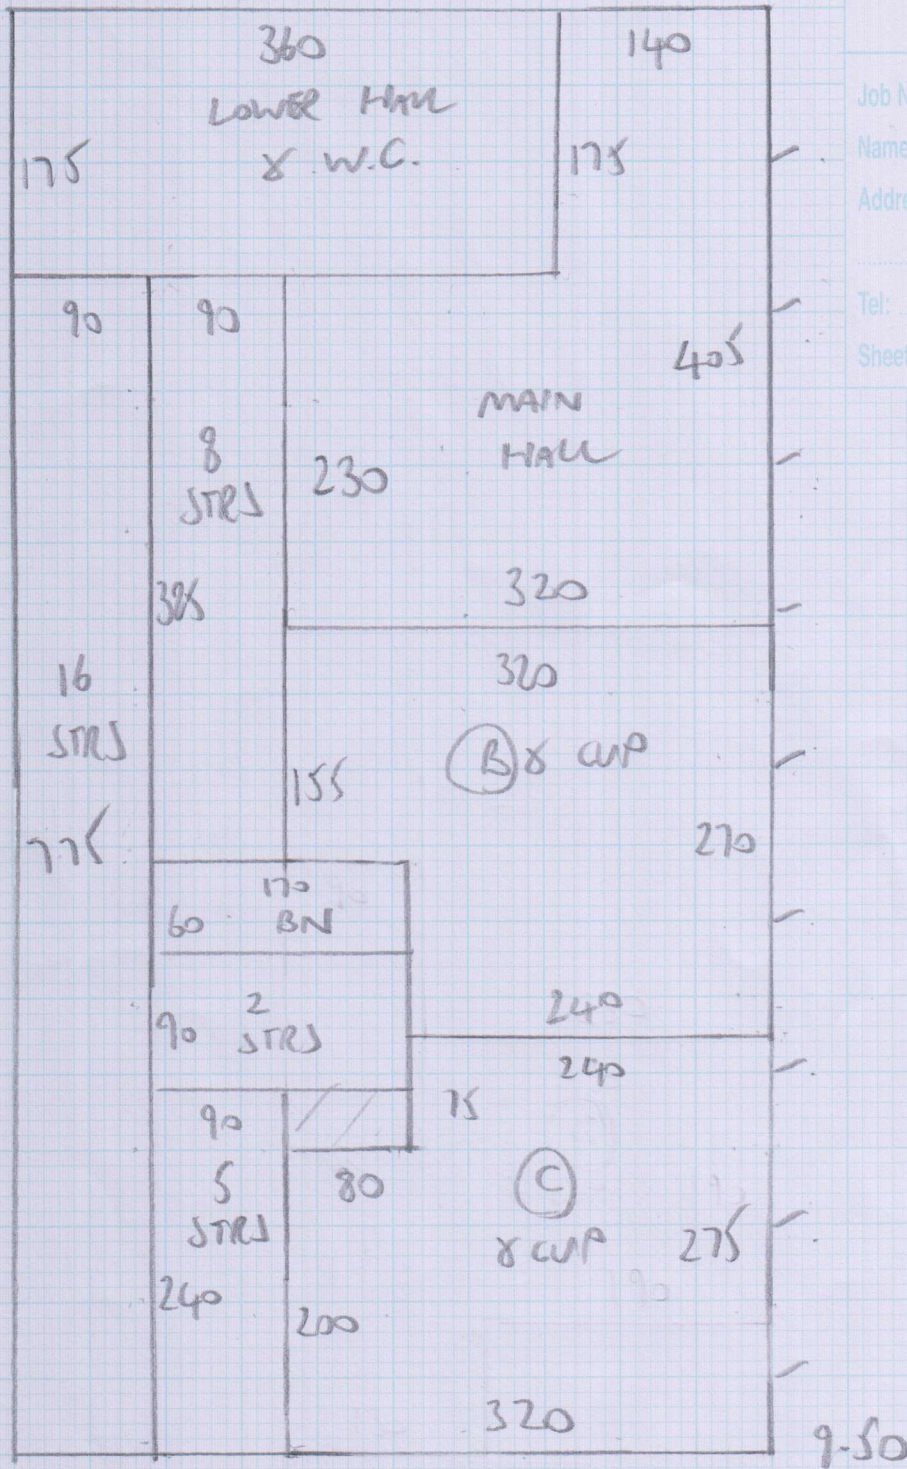 360
140
LOWER HALL
& W.C.
175
175
Job N
Name
Addre
Tel:
Sheet
90
90
405
MAIN
HALL
8
STRS
230
385
320
320
16
STRS
B & CUP
155
775
270
170
60 BN
2
90 STRS
240
240
90
75
5
STRS
80
C
& CUP
275
240
200
320
9.50